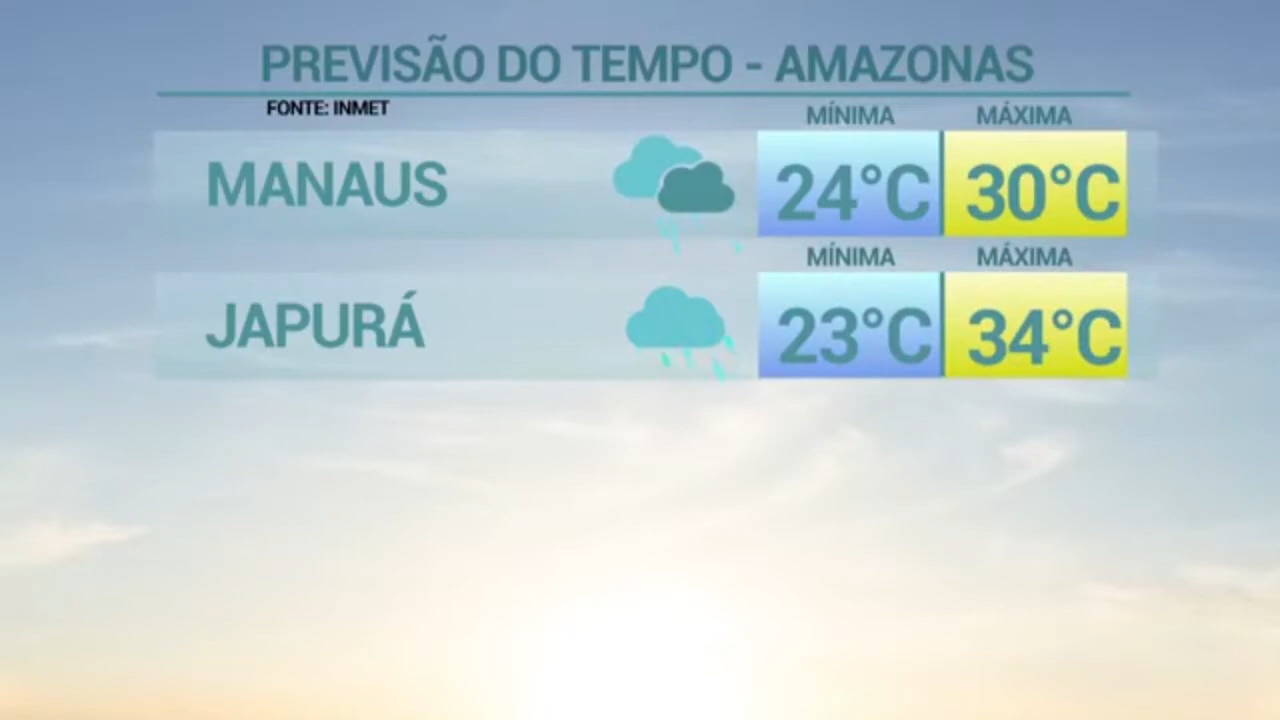 PREVISÃO DO TEMPO - AMAZONAS
FONTE: INMET
MÍNIMA MÁXIMA
MANAUS 24°C 30°C
MÍNIMA MÁXIMA
JAPURÁ 23°C 34°C